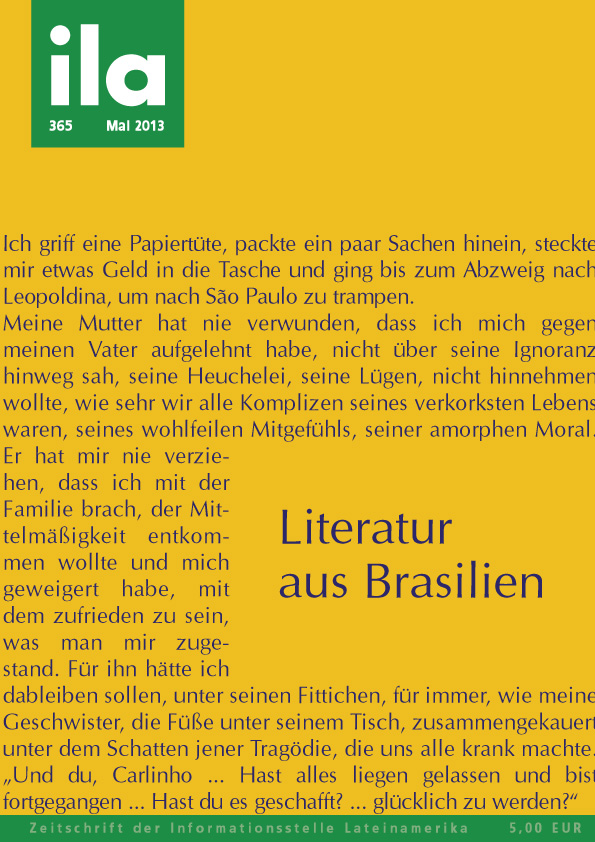 ila
365 Mai 2013
Ich griff eine Papiertüte, packte ein paar Sachen hinein, steckte
mir etwas Geld in die Tasche und ging bis zum Abzweig nach
Leopoldina, um nach São Paulo zu trampen.
Meine Mutter hat nie verwunden, dass ich mich gegen
meinen Vater aufgelehnt habe, nicht über seine Ignoranz
hinweg sah, seine Heuchelei, seine Lügen, nicht hinnehmen
wollte, wie sehr wir alle Komplizen seines verkorksten Lebens
waren, seines wohlfeilen Mitgefühls, seiner amorphen Moral.
Er hat mir nie verzie-
hen, dass ich mit der
Familie brach, der Mit-
telmäßigkeit entkom-
men wollte und mich
geweigert habe, mit
dem zufrieden zu sein,
was man mir zuge-
stand. Für ihn hätte ich
Literatur
aus Brasilien
dableiben sollen, unter seinen Fittichen, für immer, wie meine
Geschwister, die Füße unter seinem Tisch, zusammengekauert
unter dem Schatten jener Tragödie, die uns alle krank machte.
„Und du, Carlinho ... Hast alles liegen gelassen und bist
fortgegangen ... Hast du es geschafft? ... glücklich zu werden?“
Zeitschrift der Informationsstelle Lateinamerika 5,00 EUR